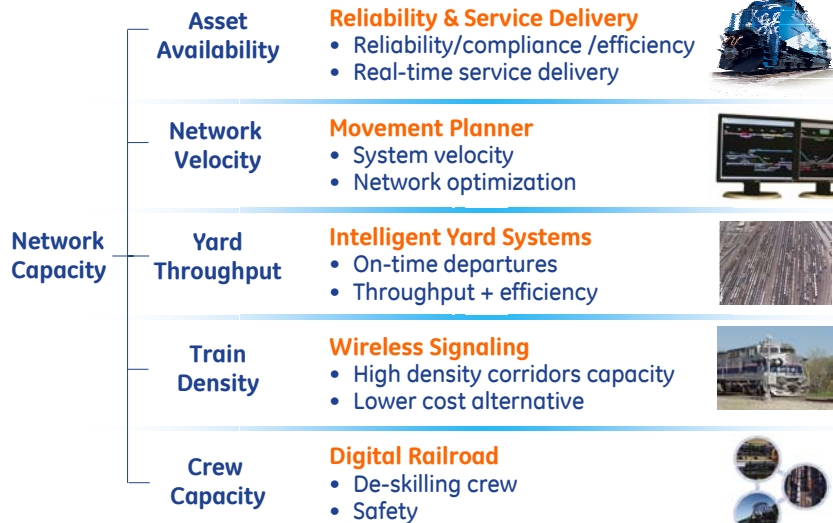 Asset
Availability
Reliability & Service Delivery
• Reliability/compliance /efficiency
• Real-time service delivery
Network
Velocity
Movement Planner
• System velocity
• Network optimization
Network
Capacity
Yard
Throughput
Intelligent Yard Systems
• On-time departures
• Throughput + efficiency
Train
Density
Wireless Signaling
• High density corridors capacity
• Lower cost alternative
Crew
Capacity
Digital Railroad
• De-skilling crew
• Safety